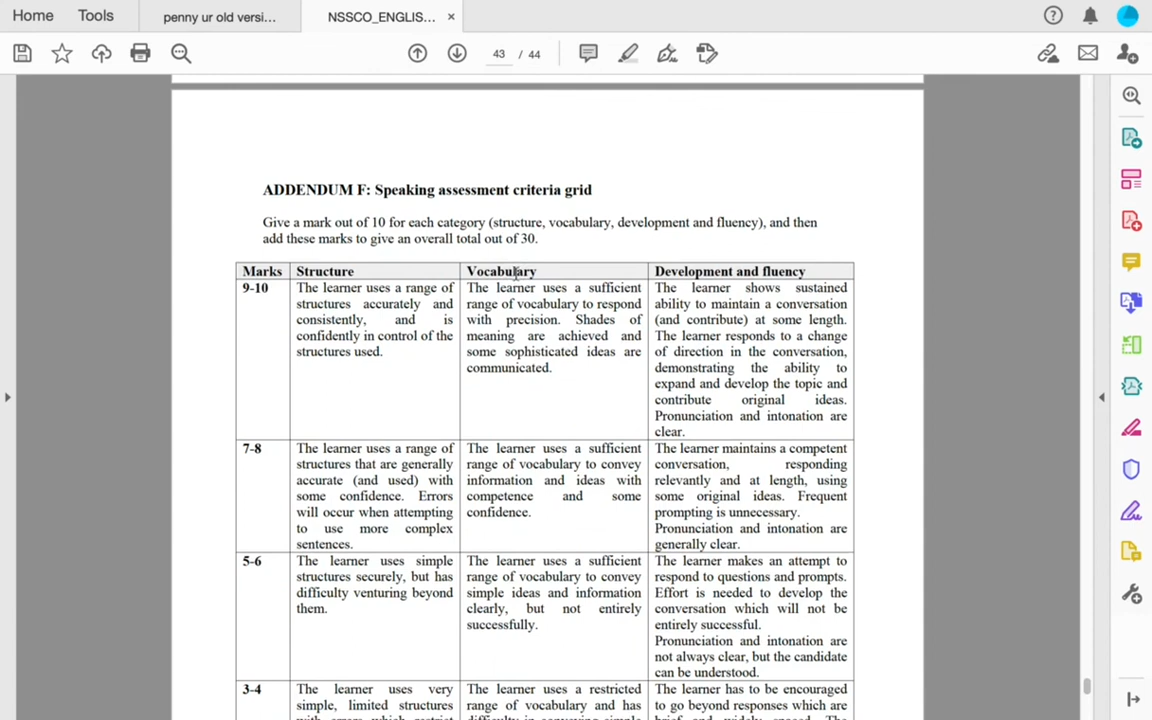 Home Tools penny ur old versi... NSSCO_ENGLIS... ×
43 / 44
ADDENDUM F: Speaking assessment criteria grid
Give a mark out of 10 for each category (structure, vocabulary, development and fluency), and then
add these marks to give an overall total out of 30.
Marks Structure Vocabulary Development and fluency
9-10
The learner uses a range of
structures accurately and
consistently, and is
confidently in control of the
structures used.
The learner uses a sufficient
range of vocabulary to respond
with precision. Shades of
meaning are achieved and
some sophisticated ideas are
communicated.
The learner shows sustained
ability to maintain a conversation
(and contribute) at some length.
The learner responds to a change
of direction in the conversation,
demonstrating the ability to
expand and develop the topic and
contribute original ideas.
Pronunciation and intonation are
clear.
7-8
The learner uses a range of
structures that are generally
accurate (and used) with
some confidence. Errors
will occur when attempting
to use more complex
sentences.
The learner uses a sufficient
range of vocabulary to convey
information and ideas with
competence and some
confidence.
The learner maintains a competent
conversation, responding
relevantly and at length, using
some original ideas. Frequent
prompting is unnecessary.
Pronunciation and intonation are
generally clear.
5-6
The learner uses simple
structures securely, but has
difficulty venturing beyond
them.
The learner uses a sufficient
range of vocabulary to convey
simple ideas and information
clearly, but not entirely
successfully.
The learner makes an attempt to
respond to questions and prompts.
Effort is needed to develop the
conversation which will not be
entirely successful.
Pronunciation and intonation are
not always clear, but the candidate
can be understood.
3-4
The learner uses very
simple, limited structures
The learner uses a restricted
range of vocabulary and has
The learner has to be encouraged
to go beyond responses which are